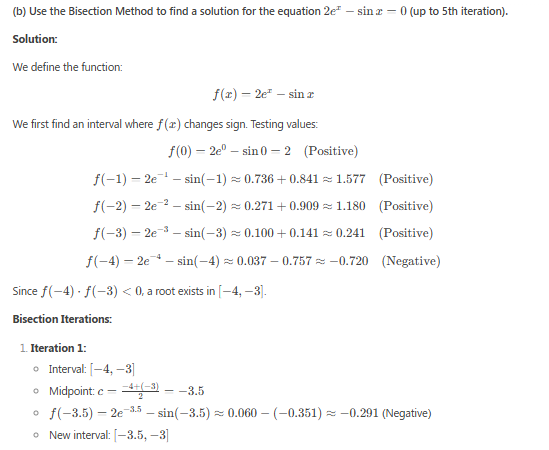 (b) Use the Bisection Method to find a solution for the equation 2eˣ − sin x = 0 (up to 5th iteration).
Solution:
We define the function:
f(x) = 2eˣ − sin x
We first find an interval where f(x) changes sign. Testing values:
f(0) = 2e⁰ − sin 0 = 2 (Positive)
f(−1) = 2e⁻¹ − sin(−1) ≈ 0.736 + 0.841 ≈ 1.577 (Positive)
f(−2) = 2e⁻² − sin(−2) ≈ 0.271 + 0.909 ≈ 1.180 (Positive)
f(−3) = 2e⁻³ − sin(−3) ≈ 0.100 + 0.141 ≈ 0.241 (Positive)
f(−4) = 2e⁻⁴ − sin(−4) ≈ 0.037 − 0.757 ≈ −0.720 (Negative)
Since f(−4) · f(−3) < 0, a root exists in [−4, −3].
Bisection Iterations:
1. Iteration 1:
◦ Interval: [−4, −3]
◦ Midpoint: c = (−4+(−3))/2 = −3.5
◦ f(−3.5) = 2e⁻³·⁵ − sin(−3.5) ≈ 0.060 − (−0.351) ≈ −0.291 (Negative)
◦ New interval: [−3.5, −3]